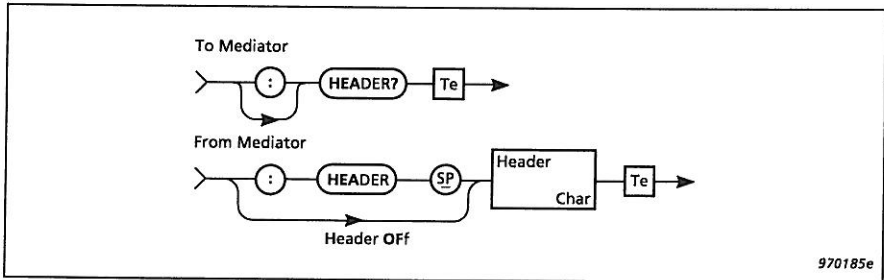 To Mediator
: HEADER? Te
From Mediator
: HEADER SP Header Char Te
Header OFf
970185e